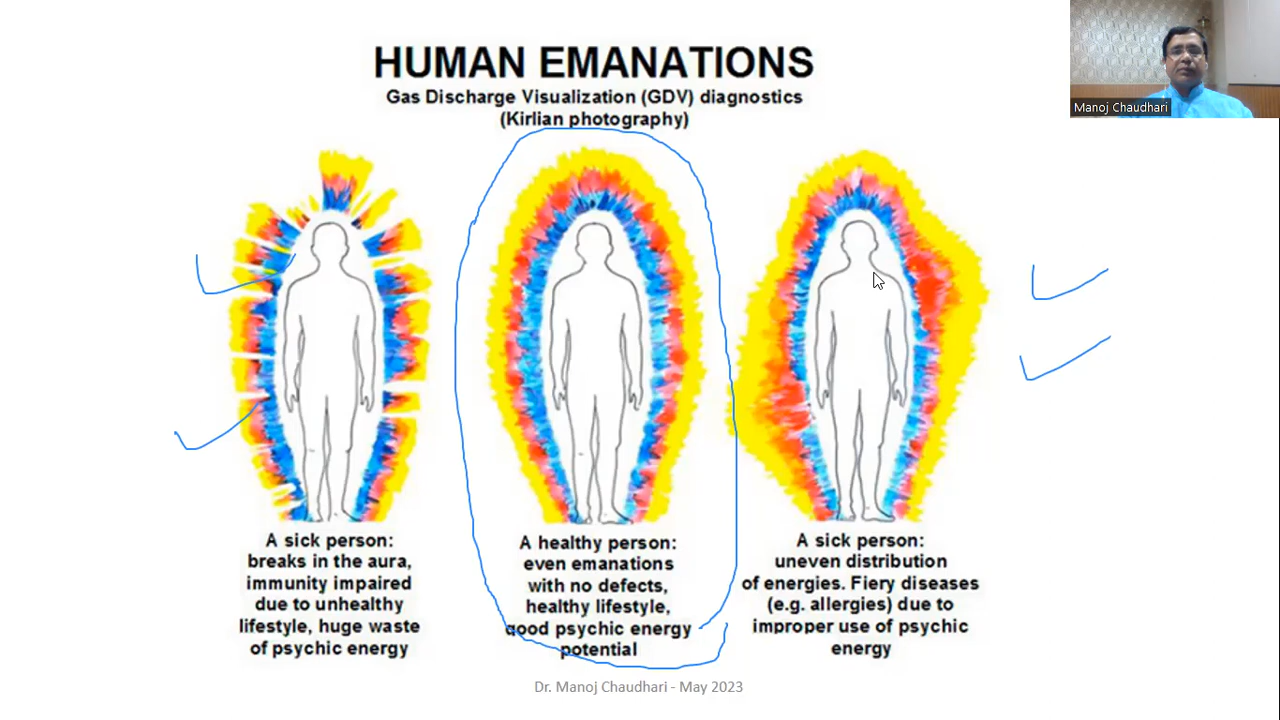 HUMAN EMANATIONS
Gas Discharge Visualization (GDV) diagnostics
(Kirlian photography)
Manoj Chaudhari
A sick person:
breaks in the aura,
immunity impaired
due to unhealthy
lifestyle, huge waste
of psychic energy
A healthy person:
even emanations
with no defects,
healthy lifestyle,
good psychic energy
potential
A sick person:
uneven distribution
of energies. Fiery diseases
(e.g. allergies) due to
improper use of psychic
energy
Dr. Manoj Chaudhari - May 2023